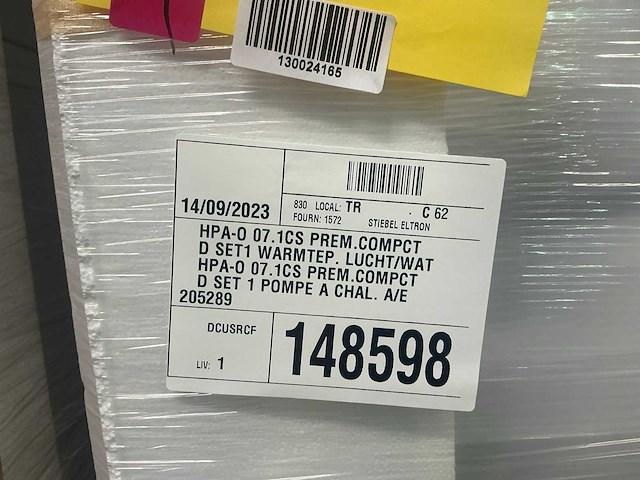 130024165
14/09/2023
830 LOCAL: TR . C 62
FOURN: 1572 STIEBEL ELTRON
HPA-O 07.1CS PREM.COMPCT
D SET1 WARMTEP. LUCHT/WAT
HPA-O 07.1CS PREM.COMPCT
D SET 1 POMPE A CHAL. A/E
205289
DCUSRCF
LIV: 1
148598